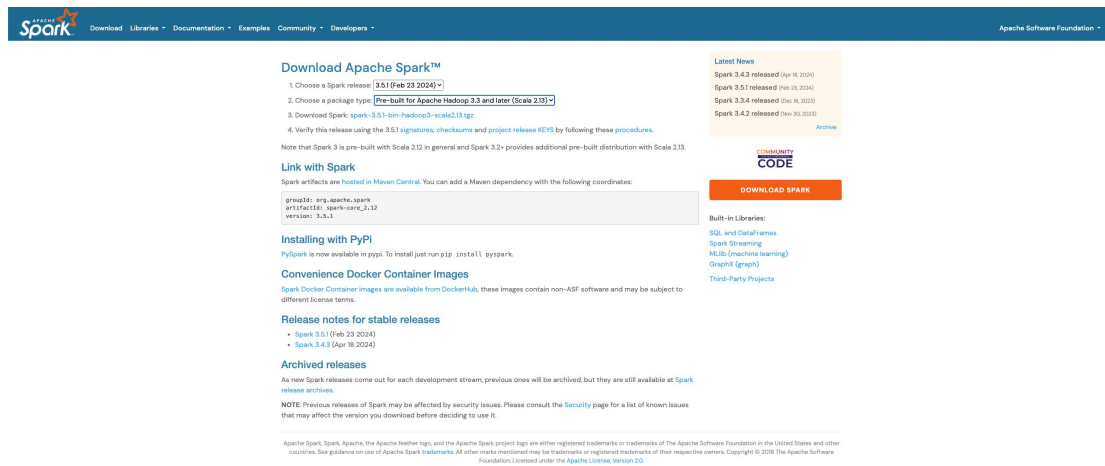 APACHE
Spark
Download Libraries Documentation Examples Community Developers Apache Software Foundation
Download Apache Spark™
1. Choose a Spark release: 3.5.1 (Feb 23 2024)
2. Choose a package type: Pre-built for Apache Hadoop 3.3 and later (Scala 2.13)
3. Download Spark: spark-3.5.1-bin-hadoop3-scala2.13.tgz
4. Verify this release using the 3.5.1 signatures, checksums and project release KEYS by following these procedures.
Note that Spark 3 is pre-built with Scala 2.12 in general and Spark 3.2+ provides additional pre-built distribution with Scala 2.13.
Link with Spark
Spark artifacts are hosted in Maven Central. You can add a Maven dependency with the following coordinates:
groupId: org.apache.spark
artifactId: spark-core_2.12
version: 3.5.1
Installing with PyPi
PySpark is now available in pypi. To install just run pip install pyspark.
Convenience Docker Container Images
Spark Docker Container images are available from DockerHub, these images contain non-ASF software and may be subject to
different license terms.
Release notes for stable releases
• Spark 3.5.1 (Feb 23 2024)
• Spark 3.4.3 (Apr 18 2024)
Archived releases
As new Spark releases come out for each development stream, previous ones will be archived, but they are still available at Spark
release archives.
NOTE: Previous releases of Spark may be affected by security issues. Please consult the Security page for a list of known issues
that may affect the version you download before deciding to use it.
Latest News
Spark 3.4.3 released (Apr 18, 2024)
Spark 3.5.1 released (Feb 23, 2024)
Spark 3.3.4 released (Dec 16, 2023)
Spark 3.4.2 released (Nov 30, 2023)
Archive
COMMUNITY
CODE
DOWNLOAD SPARK
Built-in Libraries:
SQL and DataFrames
Spark Streaming
MLlib (machine learning)
GraphX (graph)
Third-Party Projects
Apache Spark, Spark, Apache, the Apache feather logo, and the Apache Spark project logo are either registered trademarks or trademarks of The Apache Software Foundation in the United States and other
countries. See guidance on use of Apache Spark trademarks. All other marks mentioned may be trademarks or registered trademarks of their respective owners. Copyright © 2018 The Apache Software
Foundation, Licensed under the Apache License, Version 2.0.